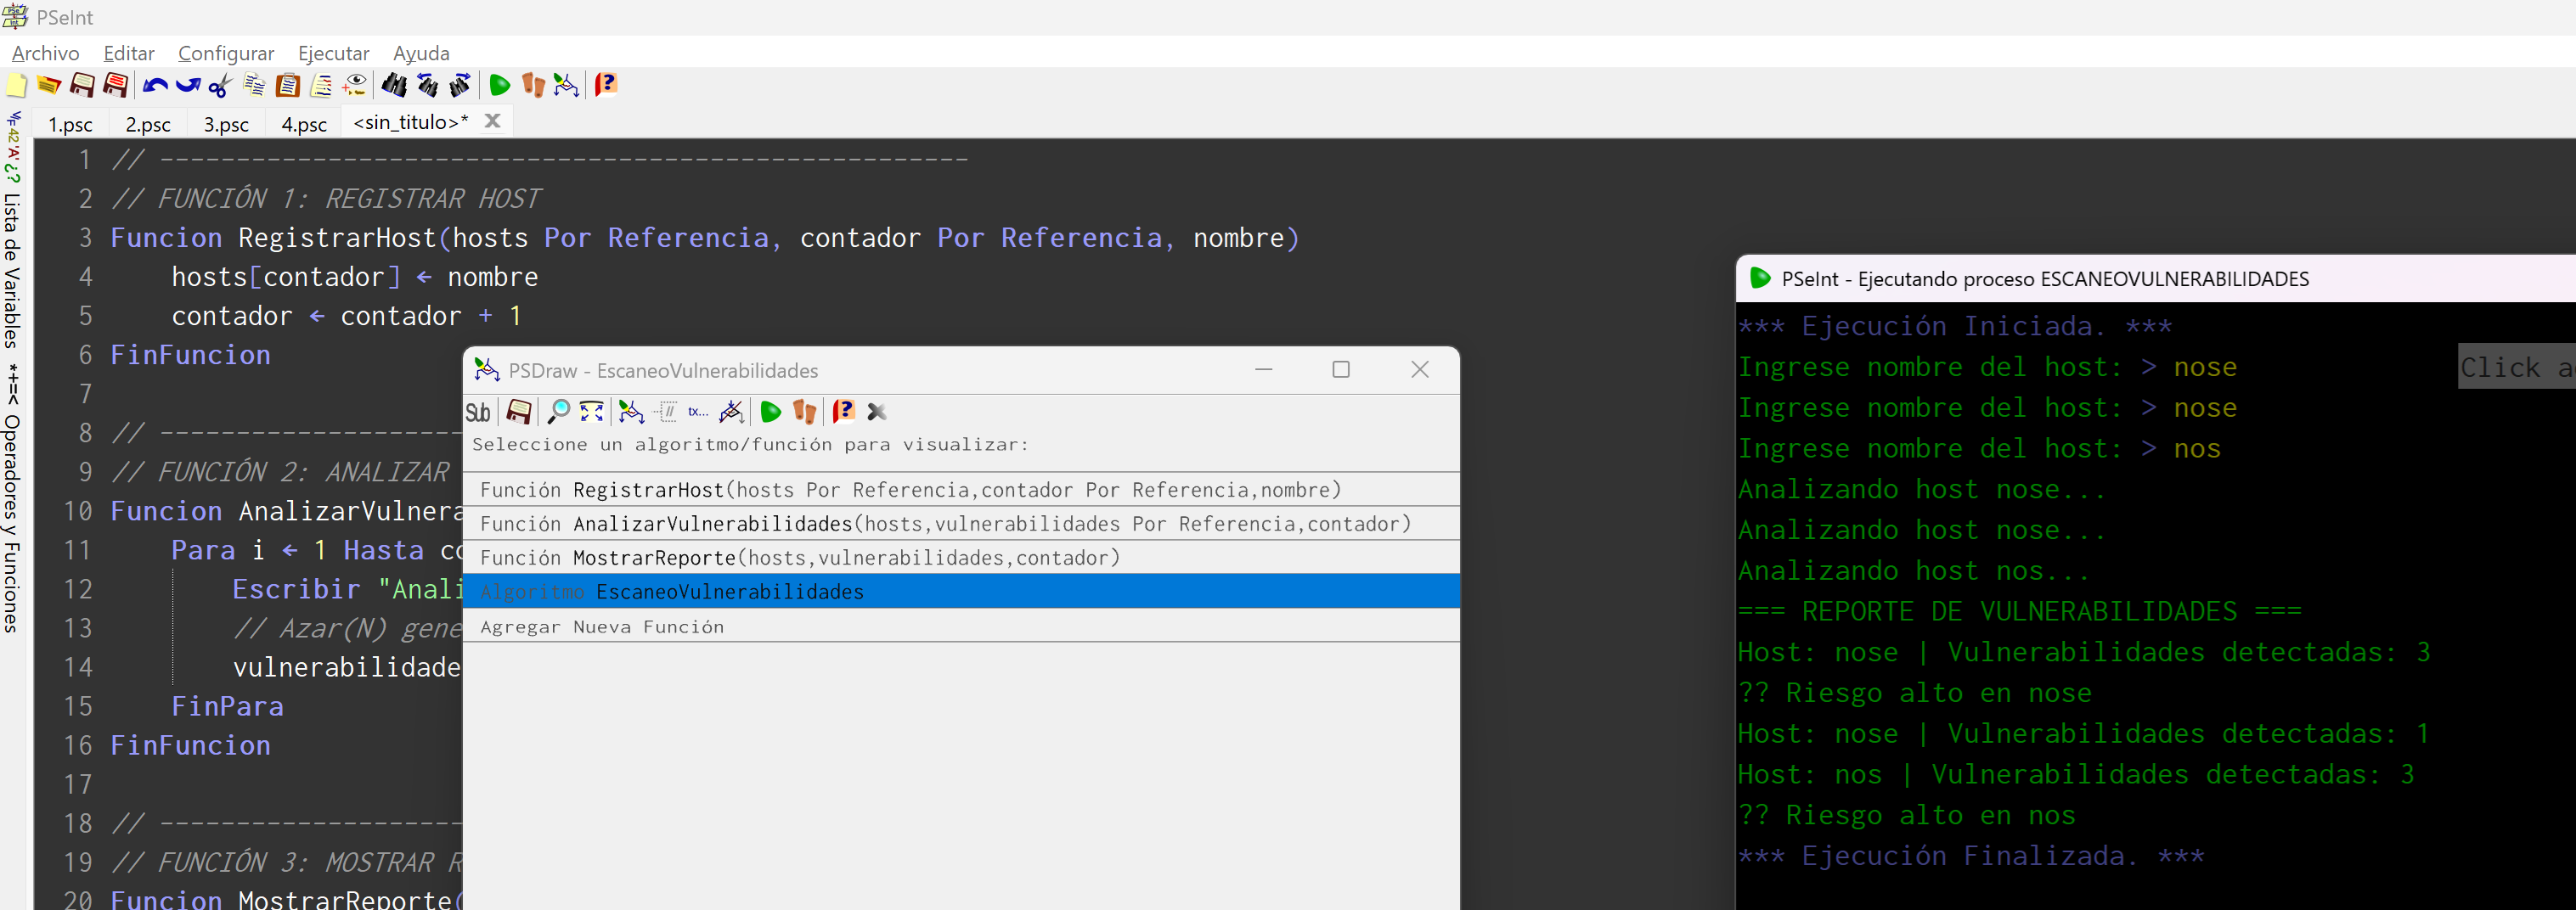 PSeInt
Archivo Editar Configurar Ejecutar Ayuda
1.psc 2.psc 3.psc 4.psc <sin_titulo>*
Lista de Variables
Operadores y Funciones
1 // -----------------------------------------------------
2 // FUNCIÓN 1: REGISTRAR HOST
3 Funcion RegistrarHost(hosts Por Referencia, contador Por Referencia, nombre)
4 hosts[contador] ← nombre
5 contador ← contador + 1
6 FinFuncion
7
8 // --------------------
9 // FUNCIÓN 2: ANALIZAR
10 Funcion AnalizarVulnera
11 Para i ← 1 Hasta co
12 Escribir "Anali
13 // Azar(N) gene
14 vulnerabilidade
15 FinPara
16 FinFuncion
17
18 // --------------------
19 // FUNCIÓN 3: MOSTRAR R
20 Funcion MostrarReporte(
PSDraw - EscaneoVulnerabilidades
Sub // tx...
Seleccione un algoritmo/función para visualizar:
Función RegistrarHost(hosts Por Referencia,contador Por Referencia,nombre)
Función AnalizarVulnerabilidades(hosts,vulnerabilidades Por Referencia,contador)
Función MostrarReporte(hosts,vulnerabilidades,contador)
Algoritmo EscaneoVulnerabilidades
Agregar Nueva Función
PSeInt - Ejecutando proceso ESCANEOVULNERABILIDADES
*** Ejecución Iniciada. ***
Ingrese nombre del host: > nose
Click a
Ingrese nombre del host: > nose
Ingrese nombre del host: > nos
Analizando host nose...
Analizando host nose...
Analizando host nos...
=== REPORTE DE VULNERABILIDADES ===
Host: nose | Vulnerabilidades detectadas: 3
?? Riesgo alto en nose
Host: nose | Vulnerabilidades detectadas: 1
Host: nos | Vulnerabilidades detectadas: 3
?? Riesgo alto en nos
*** Ejecución Finalizada. ***